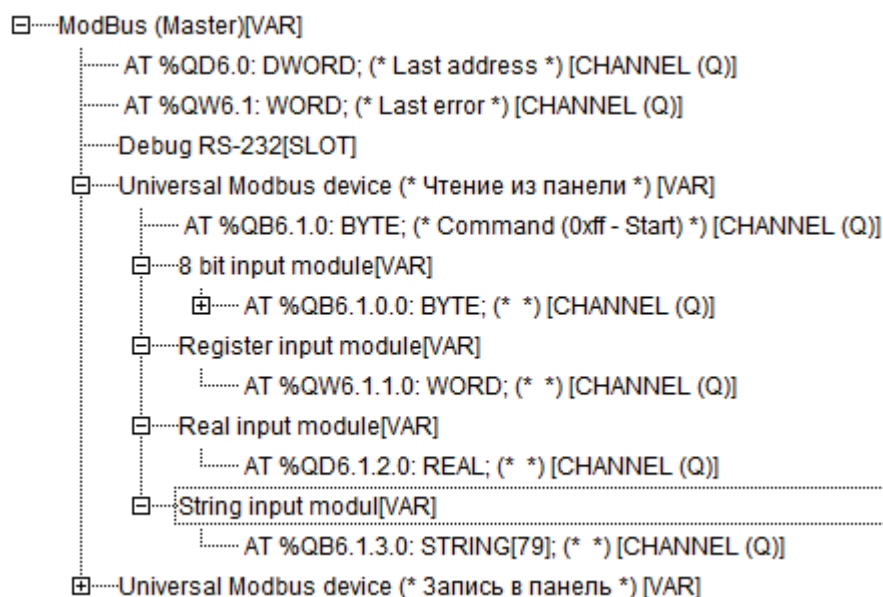 ModBus (Master)[VAR]
AT %QD6.0: DWORD; (* Last address *) [CHANNEL (Q)]
AT %QW6.1: WORD; (* Last error *) [CHANNEL (Q)]
Debug RS-232[SLOT]
Universal Modbus device (* Чтение из панели *) [VAR]
AT %QB6.1.0: BYTE; (* Command (0xff - Start) *) [CHANNEL (Q)]
8 bit input module[VAR]
AT %QB6.1.0.0: BYTE; (* *) [CHANNEL (Q)]
Register input module[VAR]
AT %QW6.1.1.0: WORD; (* *) [CHANNEL (Q)]
Real input module[VAR]
AT %QD6.1.2.0: REAL; (* *) [CHANNEL (Q)]
String input modul[VAR]
AT %QB6.1.3.0: STRING[79]; (* *) [CHANNEL (Q)]
Universal Modbus device (* Запись в панель *) [VAR]